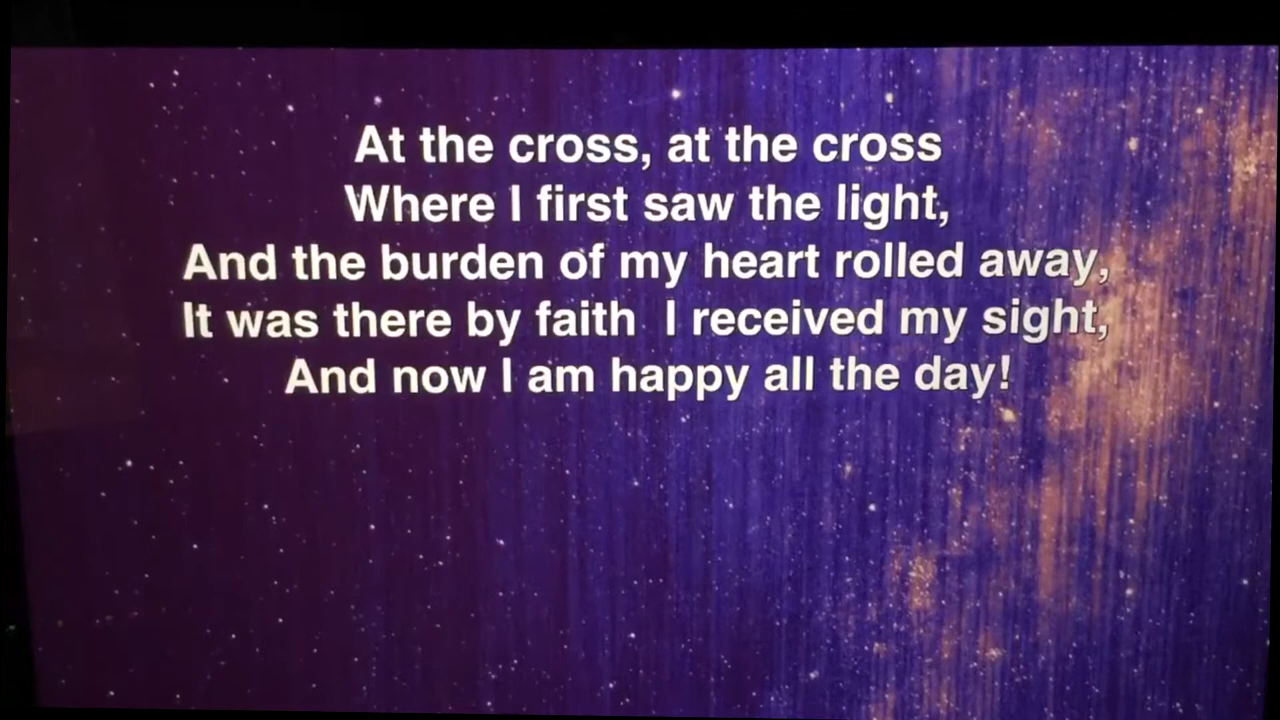 At the cross, at the cross
Where I first saw the light,
And the burden of my heart rolled away,
It was there by faith  I received my sight,
And now I am happy all the day!